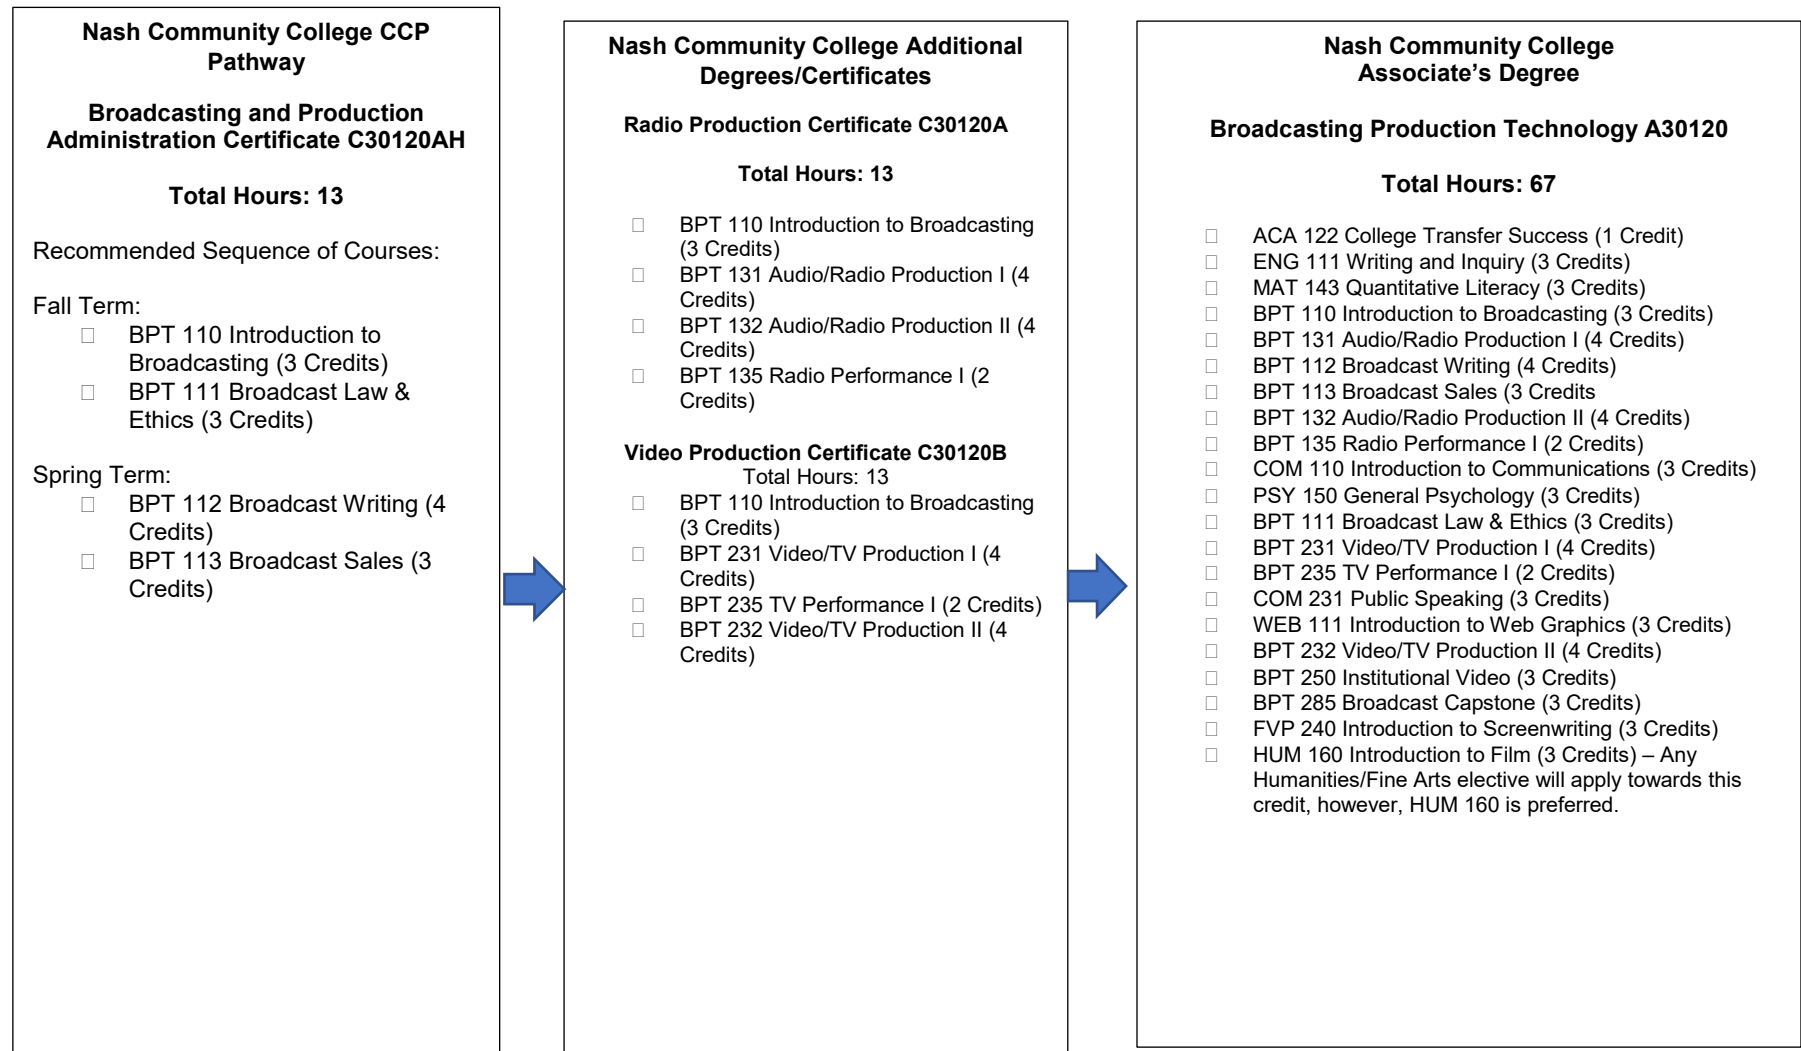 Nash Community College CCP
Pathway
Broadcasting and Production
Administration Certificate C30120AH
Total Hours: 13
Recommended Sequence of Courses:
Fall Term:
BPT 110 Introduction to
Broadcasting (3 Credits)
BPT 111 Broadcast Law &
Ethics (3 Credits)
Spring Term:
BPT 112 Broadcast Writing (4
Credits)
BPT 113 Broadcast Sales (3
Credits)
Nash Community College Additional
Degrees/Certificates
Radio Production Certificate C30120A
Total Hours: 13
BPT 110 Introduction to Broadcasting
(3 Credits)
BPT 131 Audio/Radio Production I (4
Credits)
BPT 132 Audio/Radio Production II (4
Credits)
BPT 135 Radio Performance I (2
Credits)
Video Production Certificate C30120B
Total Hours: 13
BPT 110 Introduction to Broadcasting
(3 Credits)
BPT 231 Video/TV Production I (4
Credits)
BPT 235 TV Performance I (2 Credits)
BPT 232 Video/TV Production II (4
Credits)
Nash Community College
Associate’s Degree
Broadcasting Production Technology A30120
Total Hours: 67
ACA 122 College Transfer Success (1 Credit)
ENG 111 Writing and Inquiry (3 Credits)
MAT 143 Quantitative Literacy (3 Credits)
BPT 110 Introduction to Broadcasting (3 Credits)
BPT 131 Audio/Radio Production I (4 Credits)
BPT 112 Broadcast Writing (4 Credits)
BPT 113 Broadcast Sales (3 Credits
BPT 132 Audio/Radio Production II (4 Credits)
BPT 135 Radio Performance I (2 Credits)
COM 110 Introduction to Communications (3 Credits)
PSY 150 General Psychology (3 Credits)
BPT 111 Broadcast Law & Ethics (3 Credits)
BPT 231 Video/TV Production I (4 Credits)
BPT 235 TV Performance I (2 Credits)
COM 231 Public Speaking (3 Credits)
WEB 111 Introduction to Web Graphics (3 Credits)
BPT 232 Video/TV Production II (4 Credits)
BPT 250 Institutional Video (3 Credits)
BPT 285 Broadcast Capstone (3 Credits)
FVP 240 Introduction to Screenwriting (3 Credits)
HUM 160 Introduction to Film (3 Credits) – Any
Humanities/Fine Arts elective will apply towards this
credit, however, HUM 160 is preferred.